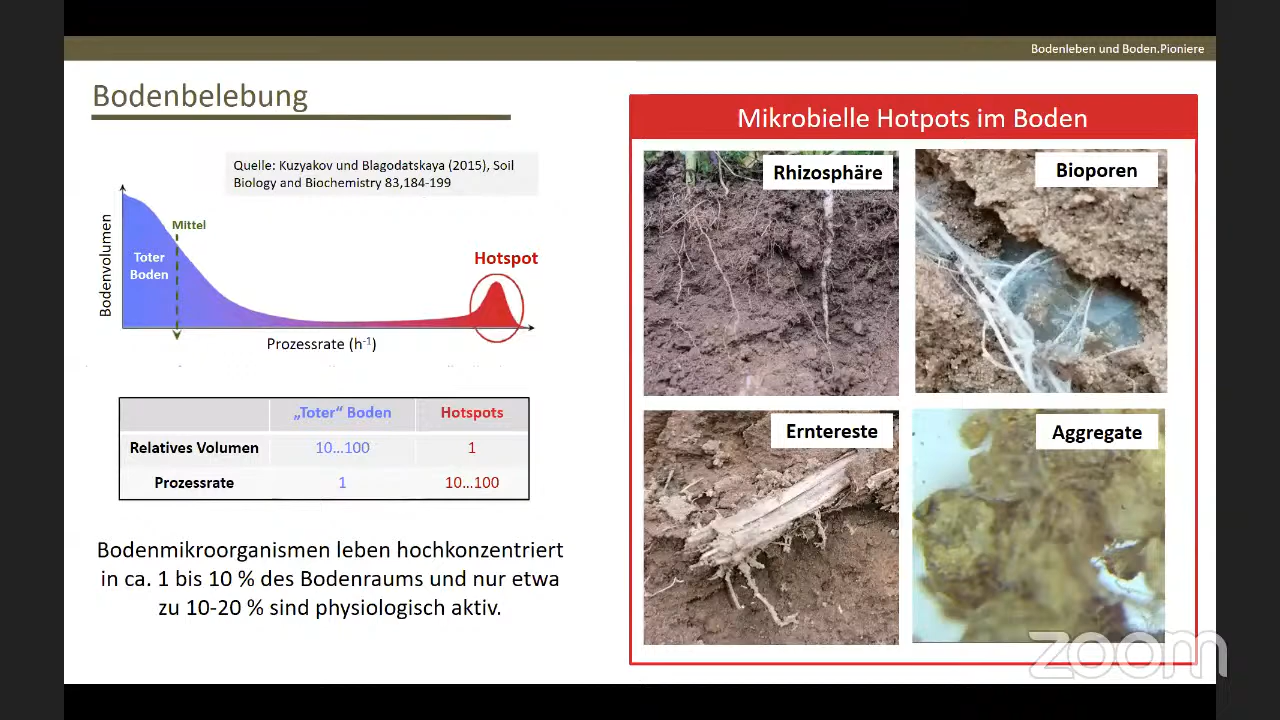 Bodenleben und Boden.Pioniere
Bodenbelebung
Quelle: Kuzyakov und Blagodatskaya (2015), Soil
Biology and Biochemistry 83,184-199
Bodenvolumen
Mittel
Toter
Boden
Hotspot
Prozessrate (h-1)
„Toter“ Boden Hotspots
Relatives Volumen 10...100 1
Prozessrate 1 10...100
Bodenmikroorganismen leben hochkonzentriert
in ca. 1 bis 10 % des Bodenraums und nur etwa
zu 10-20 % sind physiologisch aktiv.
Mikrobielle Hotpots im Boden
Rhizosphäre
Bioporen
Erntereste
Aggregate
zoom